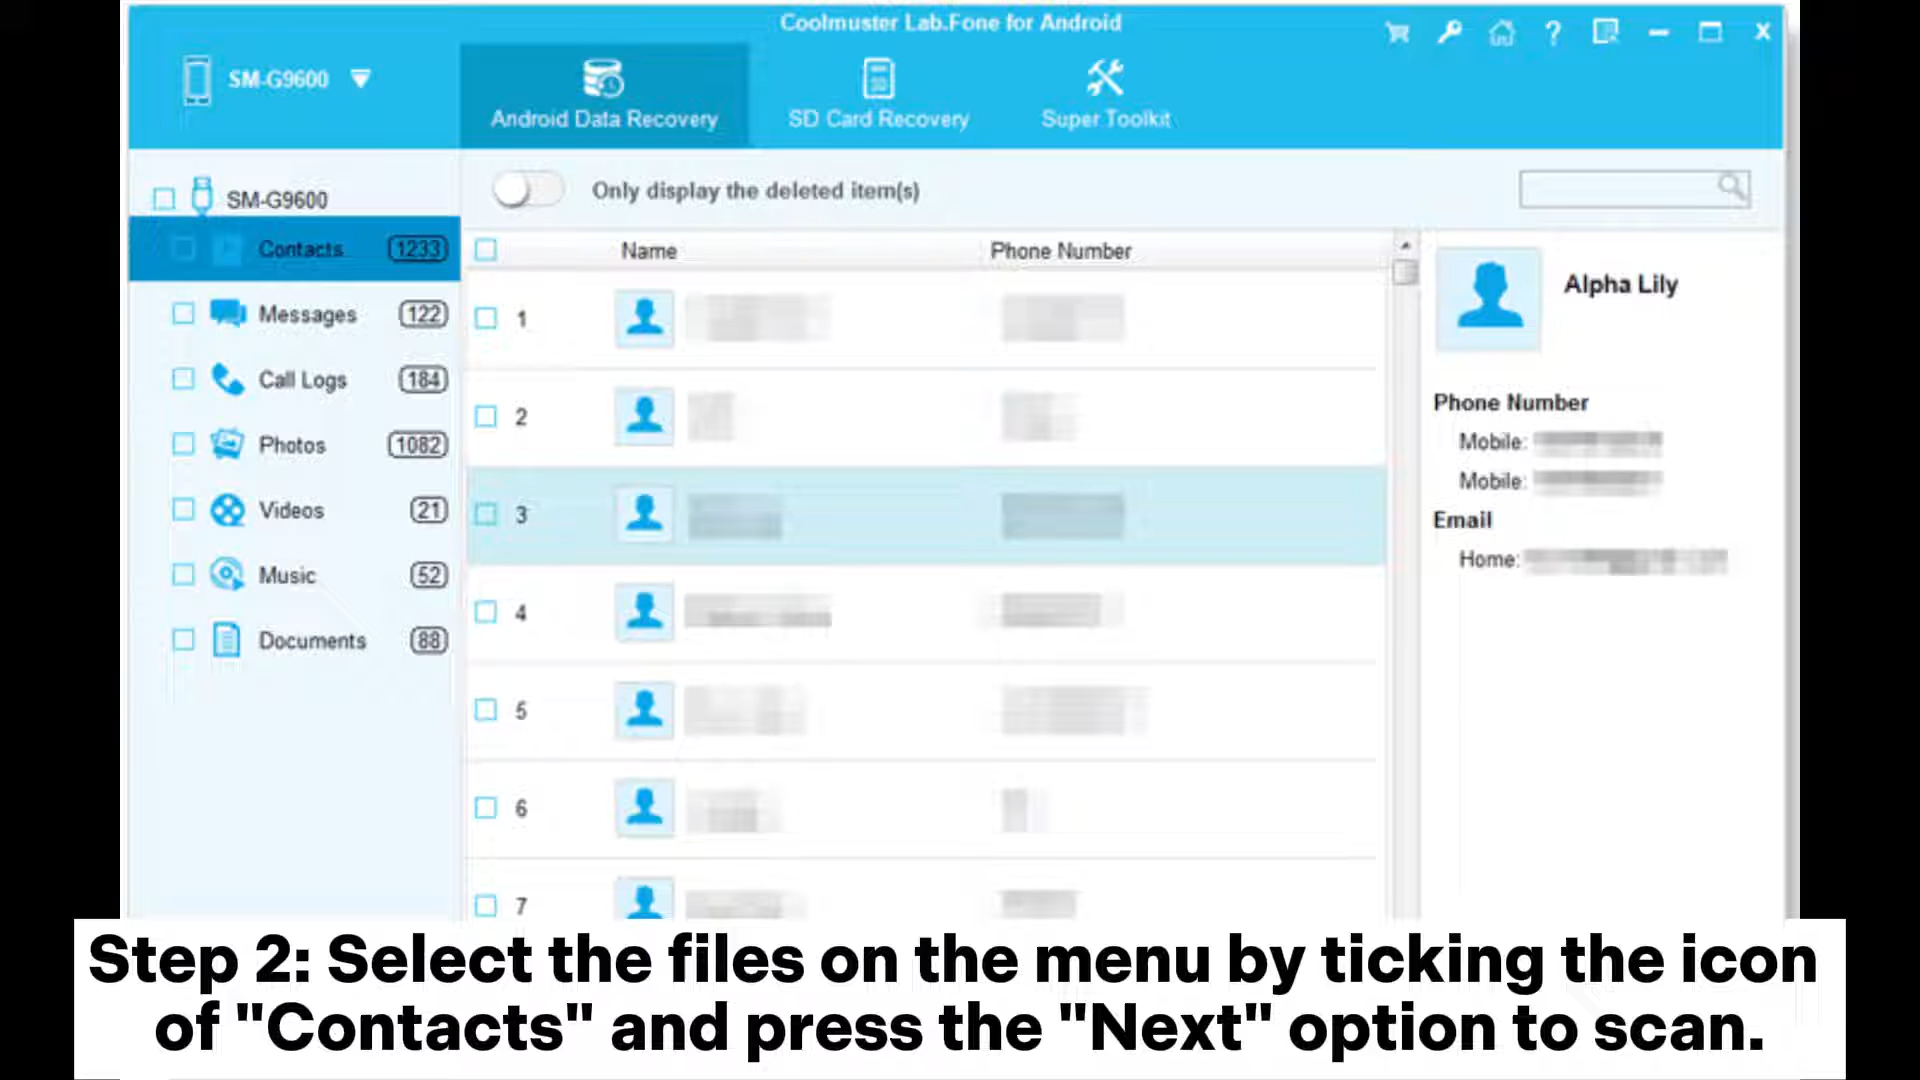 Coolmuster Lab.Fone for Android
SM-G9600
Android Data Recovery
SD Card Recovery
Super Toolkit
SM-G9600
Only display the deleted item(s)
Contacts 1233
Messages 122
Call Logs 184
Photos 1082
Videos 21
Music 52
Documents 88
Name Phone Number
1
2
3
4
5
6
7
Alpha Lily
Phone Number
Mobile:
Mobile:
Email
Home:
Step 2: Select the files on the menu by ticking the icon
of "Contacts" and press the "Next" option to scan.